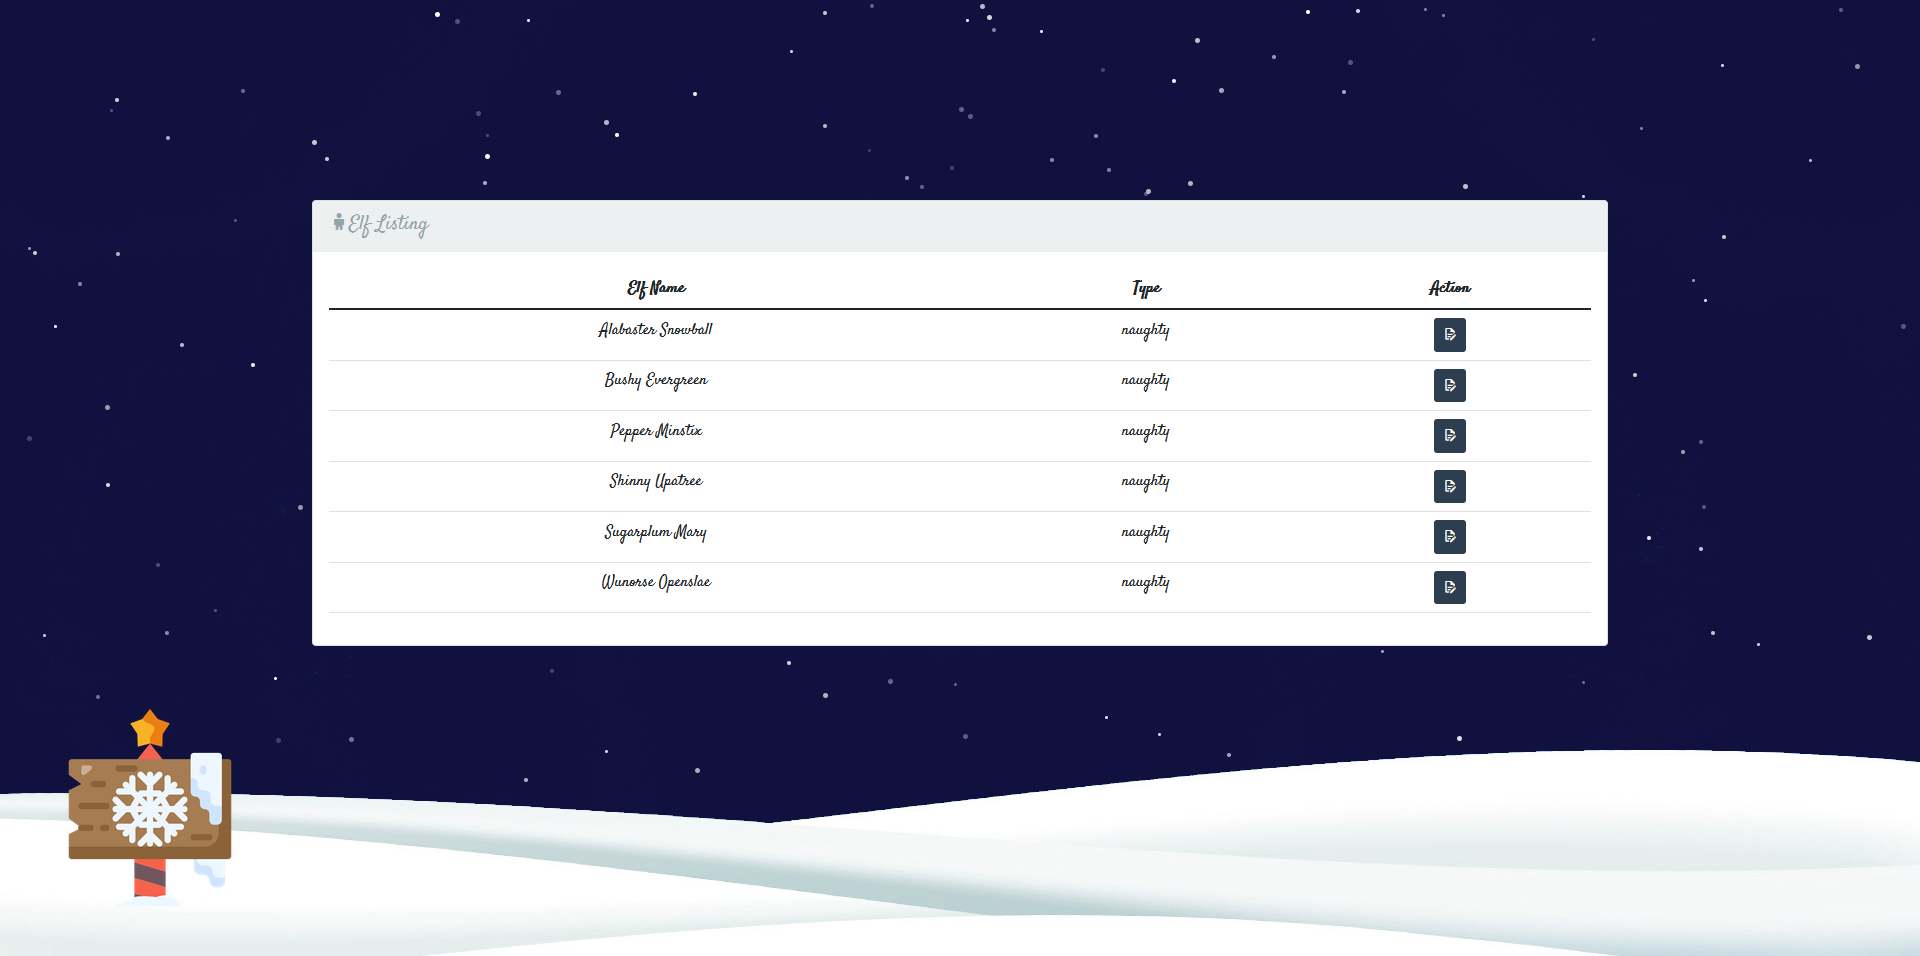 Elf Listing
Elf Name Type Action
Alabaster Snowball naughty
Bushy Evergreen naughty
Pepper Minstix naughty
Shinny Upatree naughty
Sugarplum Mary naughty
Wunorse Openslae naughty